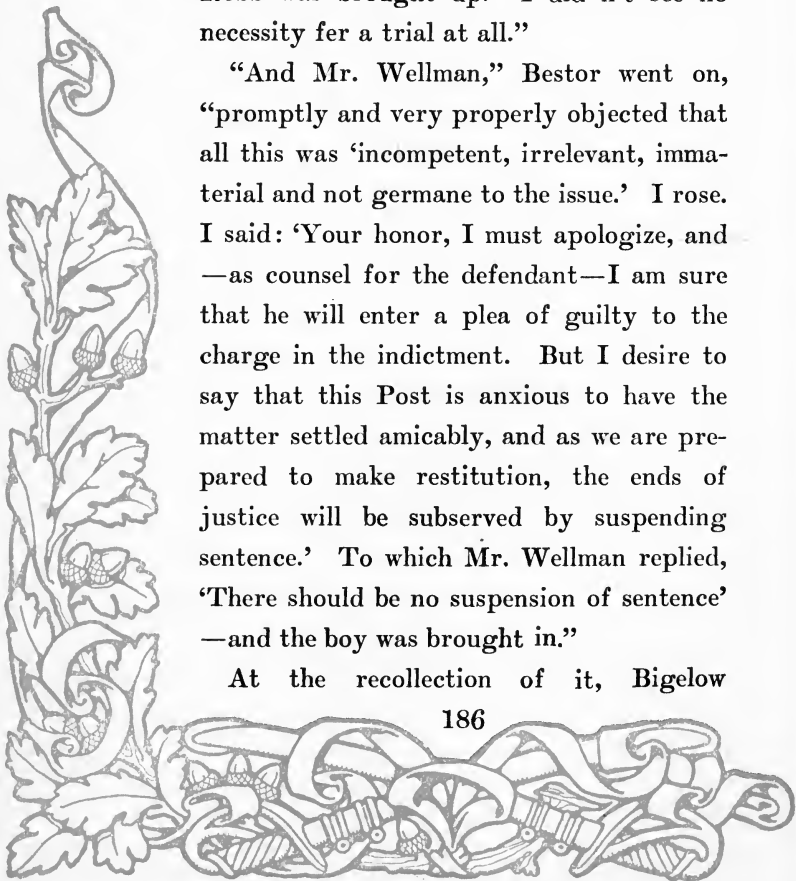 was brought up. I did n't see no
necessity fer a trial at all.”
“And Mr. Wellman,” Bestor went on,
“promptly and very properly objected that
all this was ‘incompetent, irrelevant, imma-
terial and not germane to the issue.’ I rose.
I said: ‘Your honor, I must apologize, and
—as counsel for the defendant—I am sure
that he will enter a plea of guilty to the
charge in the indictment. But I desire to
say that this Post is anxious to have the
matter settled amicably, and as we are pre-
pared to make restitution, the ends of
justice will be subserved by suspending
sentence.’ To which Mr. Wellman replied,
‘There should be no suspension of sentence’
—and the boy was brought in.”
At the recollection of it, Bigelow
186